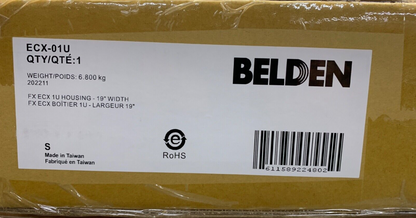 ECX-01U
QTY/QTÉ:1
BELDEN
WEIGHT/POIDS: 6.800 kg
202211
FX ECX 1U HOUSING - 19" WIDTH
FX ECX BOÎTIER 1U - LARGEUR 19"
S
Made in Taiwan
Fabriqué en Taiwan
e
RoHS
611589224802